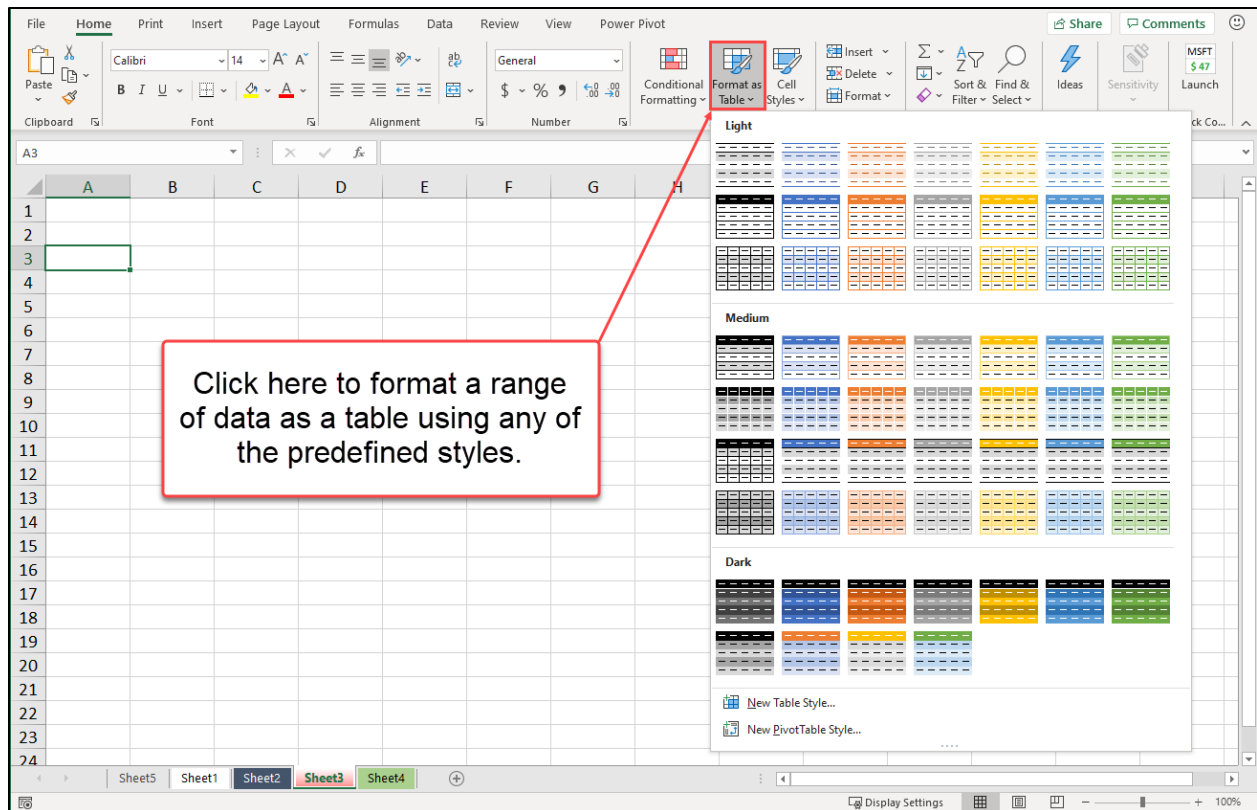 File Home Print Insert Page Layout Formulas Data Review View Power Pivot Share Comments
Calibri 14 A A ab General Insert Σ A Z MSFT
$ 47
Paste B I U A $ % 9 Conditional Formatting Format as Table Cell Styles Delete Format Sort & Filter Find & Select Ideas Sensitivity Launch
Clipboard Font Alignment Number ck Co...
A3 fx
Light
A B C D E F G H
1
2
3
4
5
Medium
6
7
8
9
10
11
12
13
14
15
16
17
18
19
20
21
22
23
24
Click here to format a range
of data as a table using any of
the predefined styles.
Dark
New Table Style...
New PivotTable Style...
Sheet5 Sheet1 Sheet2 Sheet3 Sheet4
Display Settings 100%